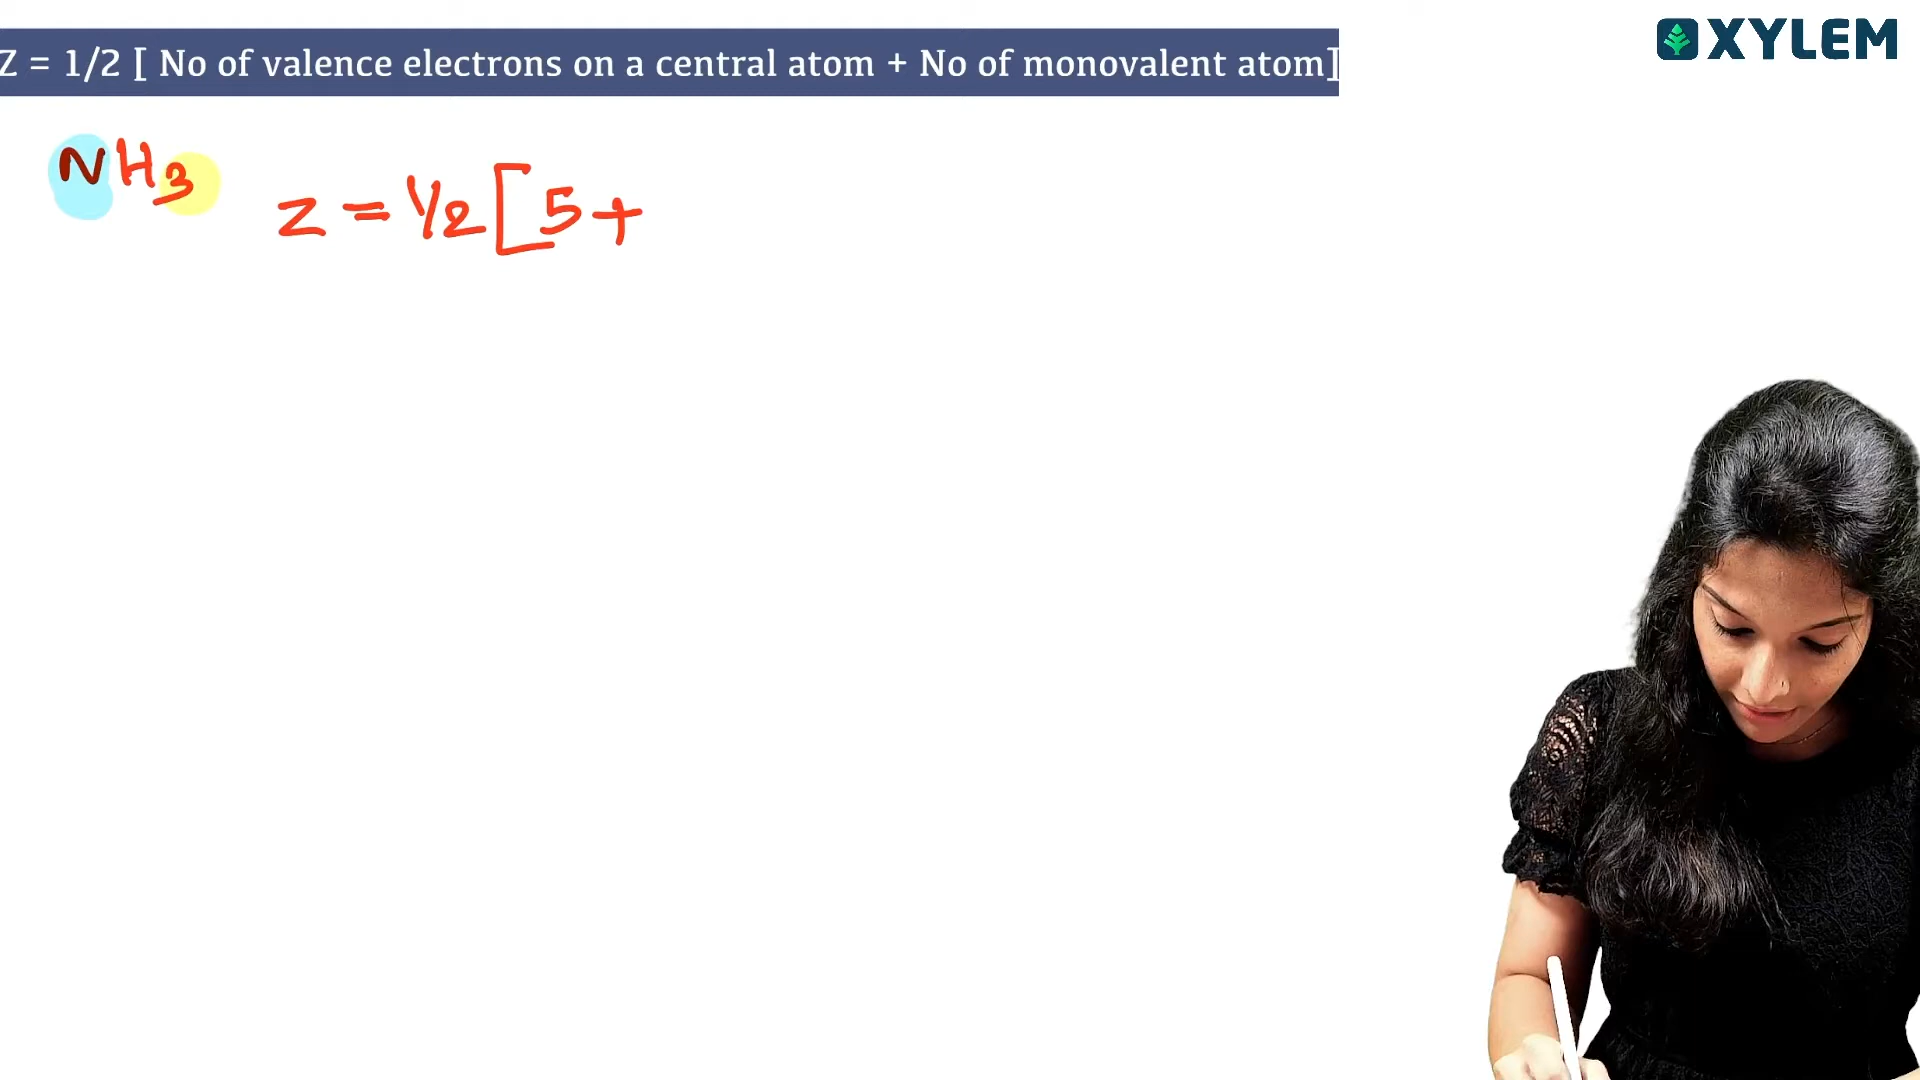 XYLEM
Z = 1/2 [ No of valence electrons on a central atom + No of monovalent atom]
NH3
Z = 1/2 [ 5 +